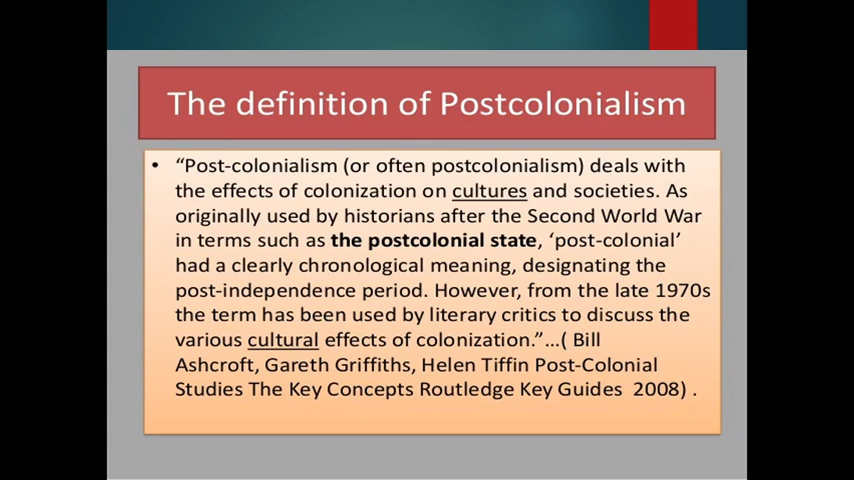 The definition of Postcolonialism
• “Post-colonialism (or often postcolonialism) deals with
the effects of colonization on cultures and societies. As
originally used by historians after the Second World War
in terms such as the postcolonial state, ‘post-colonial’
had a clearly chronological meaning, designating the
post-independence period. However, from the late 1970s
the term has been used by literary critics to discuss the
various cultural effects of colonization.”...( Bill
Ashcroft, Gareth Griffiths, Helen Tiffin Post-Colonial
Studies The Key Concepts Routledge Key Guides 2008) .